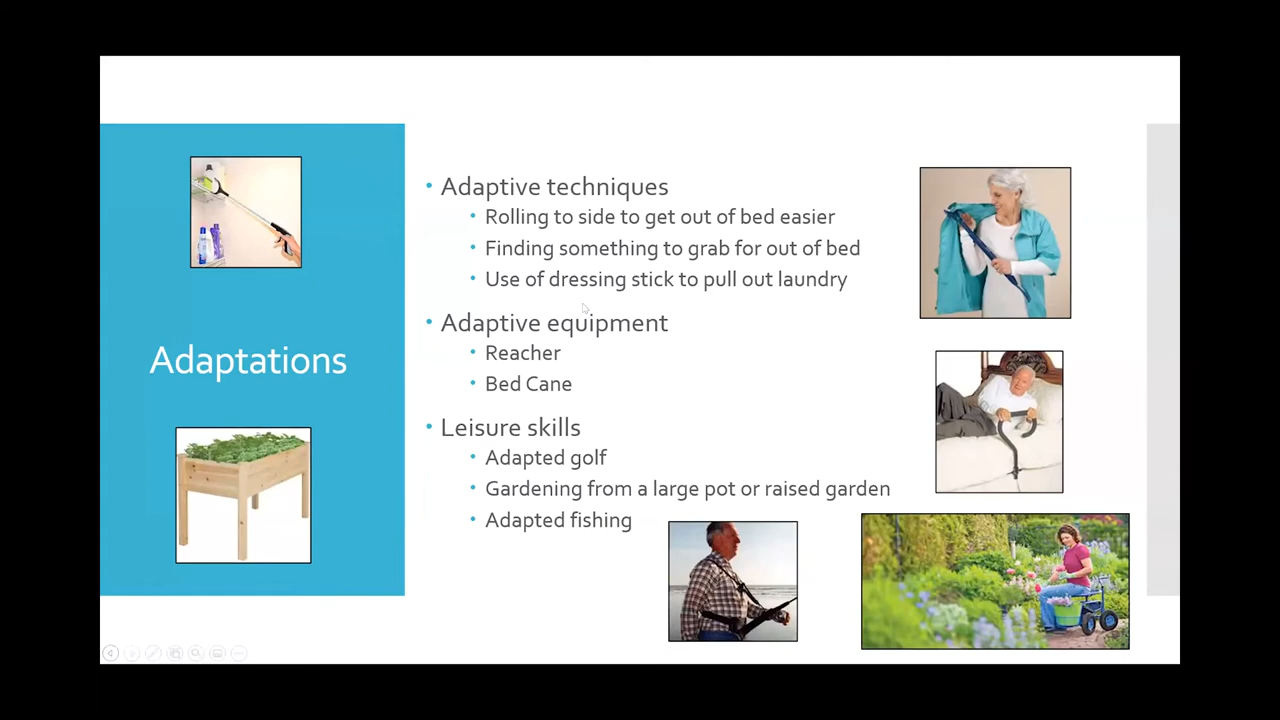 Adaptations
Adaptive techniques
Rolling to side to get out of bed easier
Finding something to grab for out of bed
Use of dressing stick to pull out laundry
Adaptive equipment
Reacher
Bed Cane
Leisure skills
Adapted golf
Gardening from a large pot or raised garden
Adapted fishing